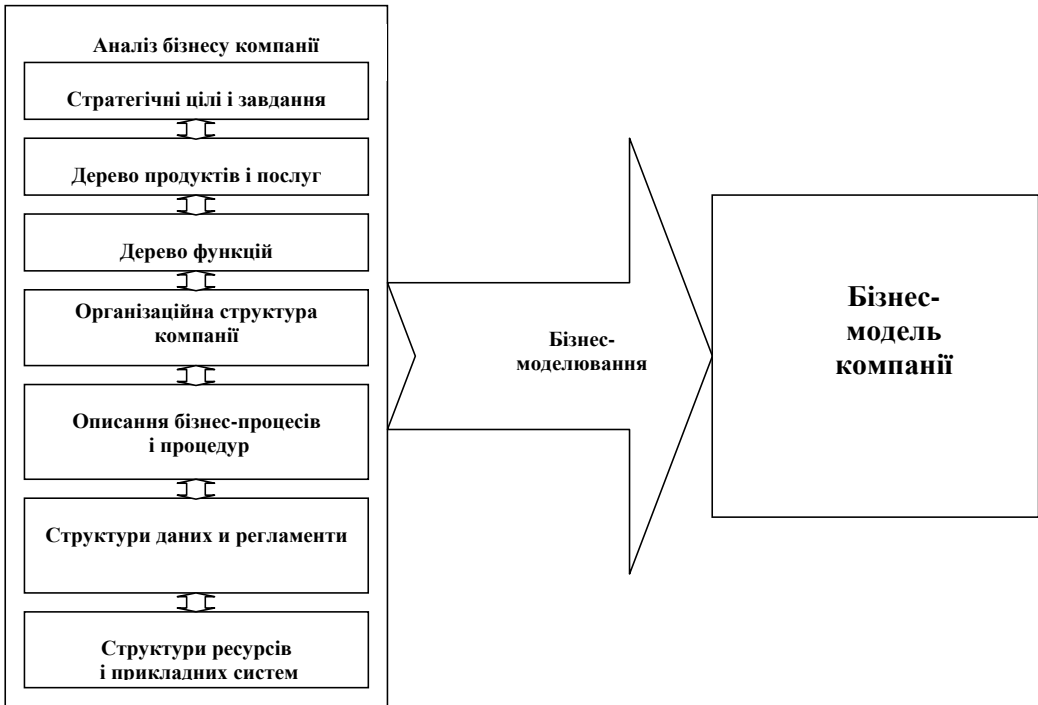 Аналіз бізнесу компанії
Стратегічні цілі і завдання
Дерево продуктів і послуг
Дерево функцій
Організаційна структура
компанії
Описання бізнес-процесів
і процедур
Структури даних и регламенти
Структури ресурсів
і прикладних систем
Бізнес-
моделювання
Бізнес-
модель
компанії